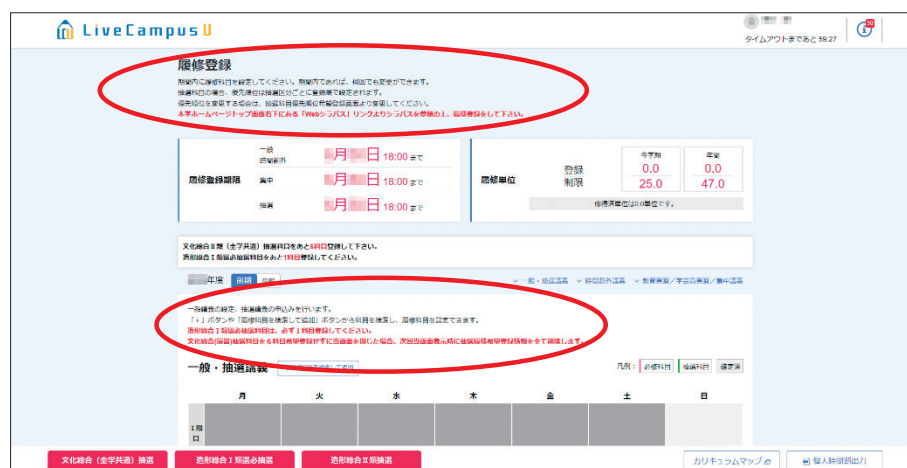 LiveCampusU
タイムアウトまであと 59:27
50
履修登録
期間内に履修科目を設定してください。期間内であれば、何回でも変更ができます。
抽選科目の場合、優先順位は抽選区分ごとに登録順で設定されます。
優先順位を変更する場合は、抽選科目優先順位希望登録画面より変更してください。
本学ホームページトップ画面右下にある「Webシラバス」リンクよりシラバスを参照の上、履修登録をして下さい。
履修登録期限
一般
時間割外
月 日 18:00 まで
集中
月 日 18:00 まで
抽選
月 日 18:00 まで
履修単位
今学期 年間
登録 0.0 0.0
制限 25.0 47.0
修得済単位は0.0単位です。
文化総合Ⅱ類（全学共通）抽選科目をあと6科目登録して下さい。
造形総合Ⅰ類選必抽選科目をあと1科目登録してください。
年度 前期
一般・抽選講義 時間割外講義 教育実習／学芸員実習／集中講義
一般講義の設定、抽選講義の申込みを行います。
「＋」ボタンや「履修科目を検索して追加」ボタンから科目を検索し、履修科目を設定できます。
造形総合Ⅰ類選必抽選科目は、必ず1科目登録してください。
文化総合(盲盲)抽選科目を6科目希望登録せずに当画面を閉じた場合、次回当画面表示時に抽選履修希望登録情報を全て削除します。
一般・抽選講義
凡例： 必修科目 抽選科目 確定済
月 火 水 木 金 土 日
1限
目
文化総合（全学共通）抽選 造形総合Ⅰ類選必抽選 造形総合Ⅱ類抽選 カリキュラムマップ 個人時間割出力